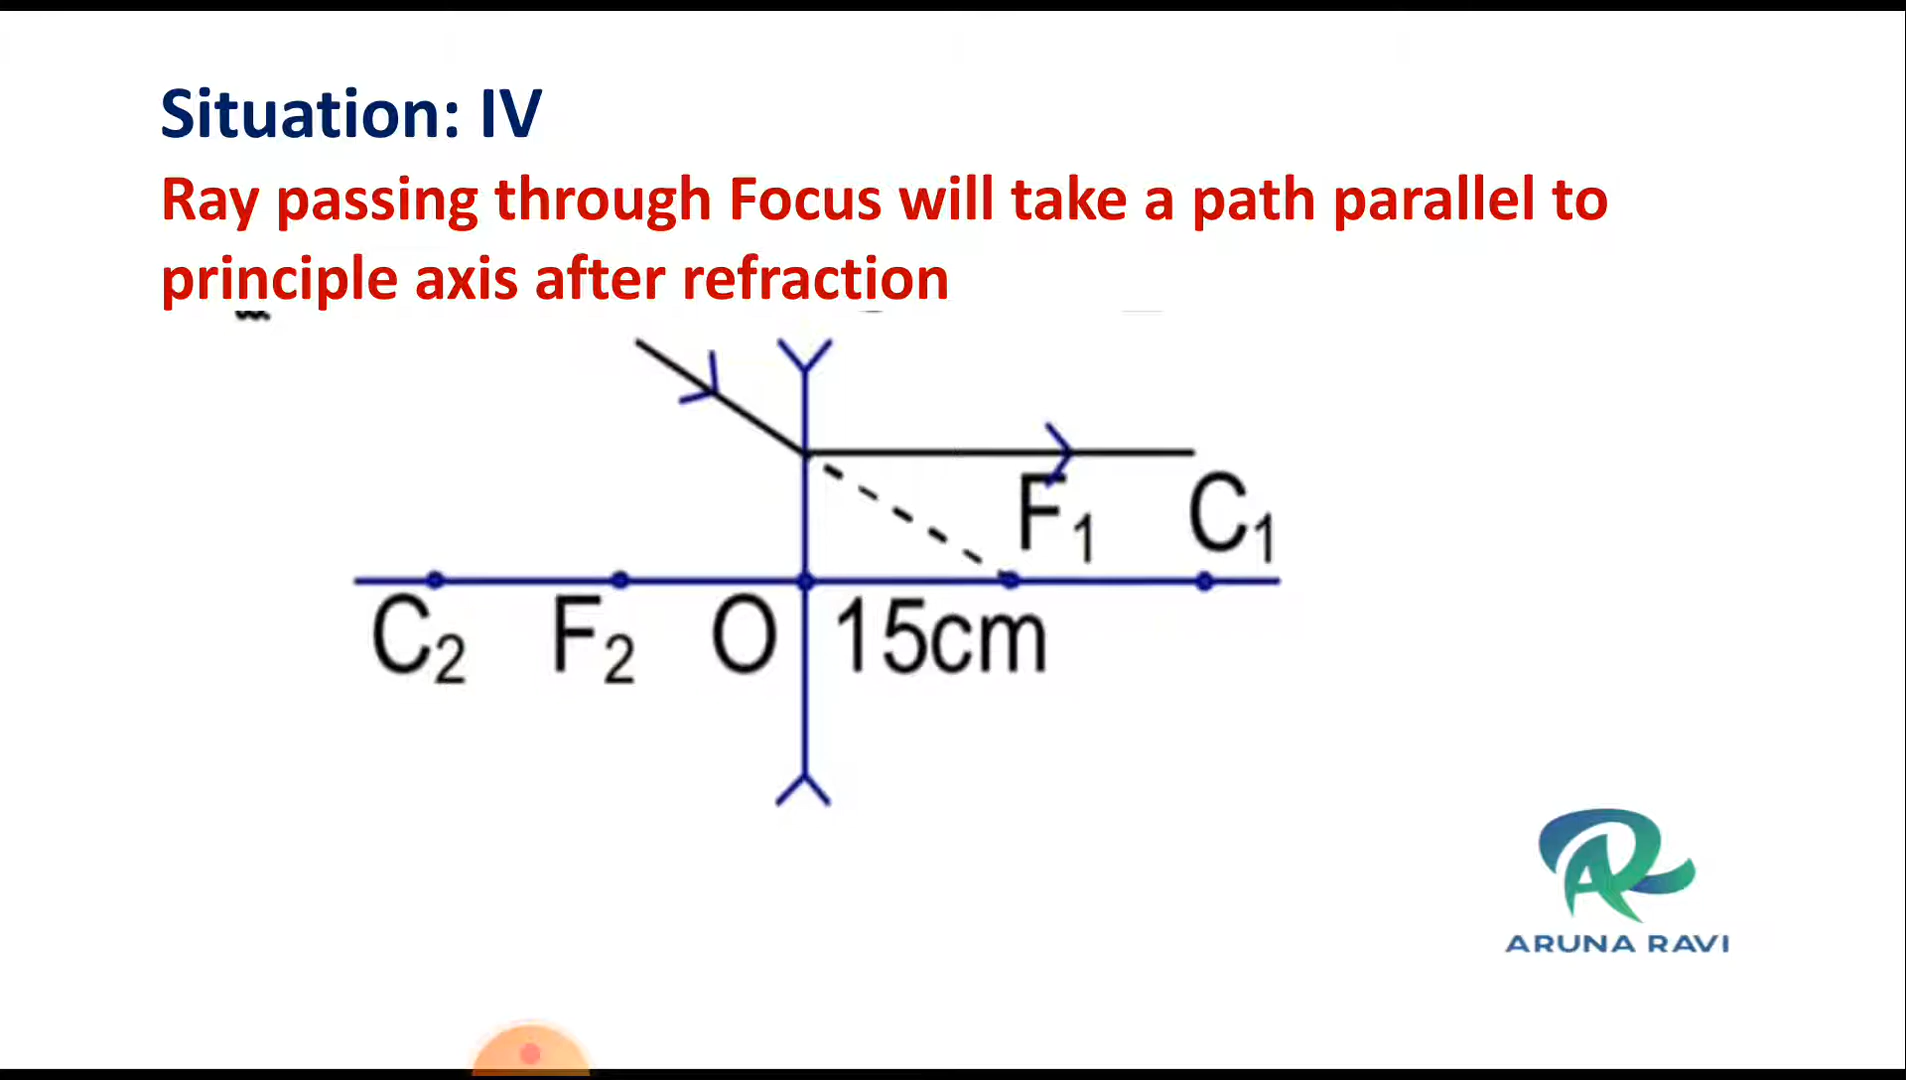 Situation: IV
Ray passing through Focus will take a path parallel to
principle axis after refraction
F₁ C₁
C₂ F₂ O 15cm
ARUNA RAVI